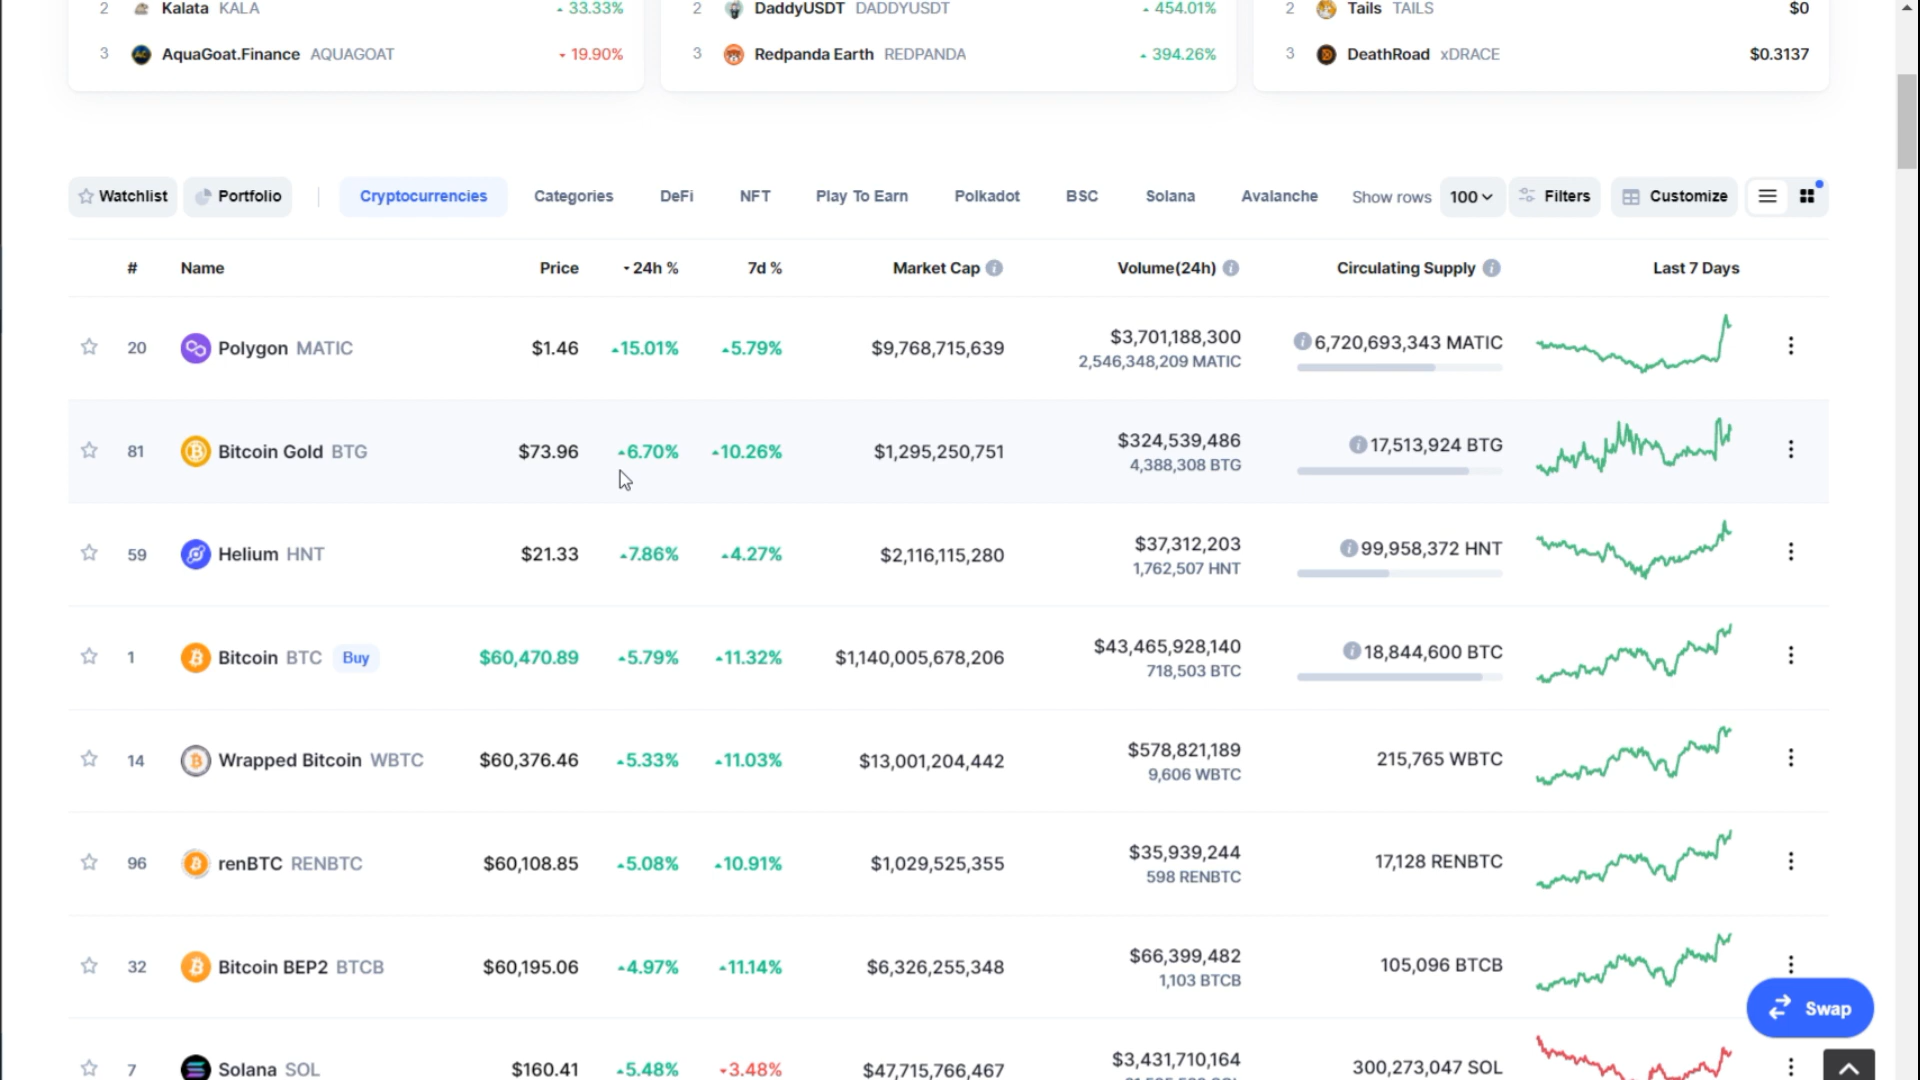 2 Kalata KALA 33.33% 2 DaddyUSDT DADDYUSDT 454.01% 2 Tails TAILS $0
3 AquaGoat.Finance AQUAGOAT 19.90% 3 Redpanda Earth REDPANDA 394.26% 3 DeathRoad xDRACE $0.3137
Watchlist Portfolio Cryptocurrencies Categories DeFi NFT Play To Earn Polkadot BSC Solana Avalanche Show rows 100 Filters Customize
# Name Price 24h % 7d % Market Cap Volume(24h) Circulating Supply Last 7 Days
20 Polygon MATIC $1.46 15.01% 5.79% $9,768,715,639 $3,701,188,300 6,720,693,343 MATIC
2,546,348,209 MATIC
81 Bitcoin Gold BTG $73.96 6.70% 10.26% $1,295,250,751 $324,539,486 17,513,924 BTG
4,388,308 BTG
59 Helium HNT $21.33 7.86% 4.27% $2,116,115,280 $37,312,203 99,958,372 HNT
1,762,507 HNT
1 Bitcoin BTC Buy $60,470.89 5.79% 11.32% $1,140,005,678,206 $43,465,928,140 18,844,600 BTC
718,503 BTC
14 Wrapped Bitcoin WBTC $60,376.46 5.33% 11.03% $13,001,204,442 $578,821,189 215,765 WBTC
9,606 WBTC
96 renBTC RENBTC $60,108.85 5.08% 10.91% $1,029,525,355 $35,939,244 17,128 RENBTC
598 RENBTC
32 Bitcoin BEP2 BTCB $60,195.06 4.97% 11.14% $6,326,255,348 $66,399,482 105,096 BTCB
1,103 BTCB
Swap
7 Solana SOL $160.41 5.48% 3.48% $47,715,766,467 $3,431,710,164 300,273,047 SOL